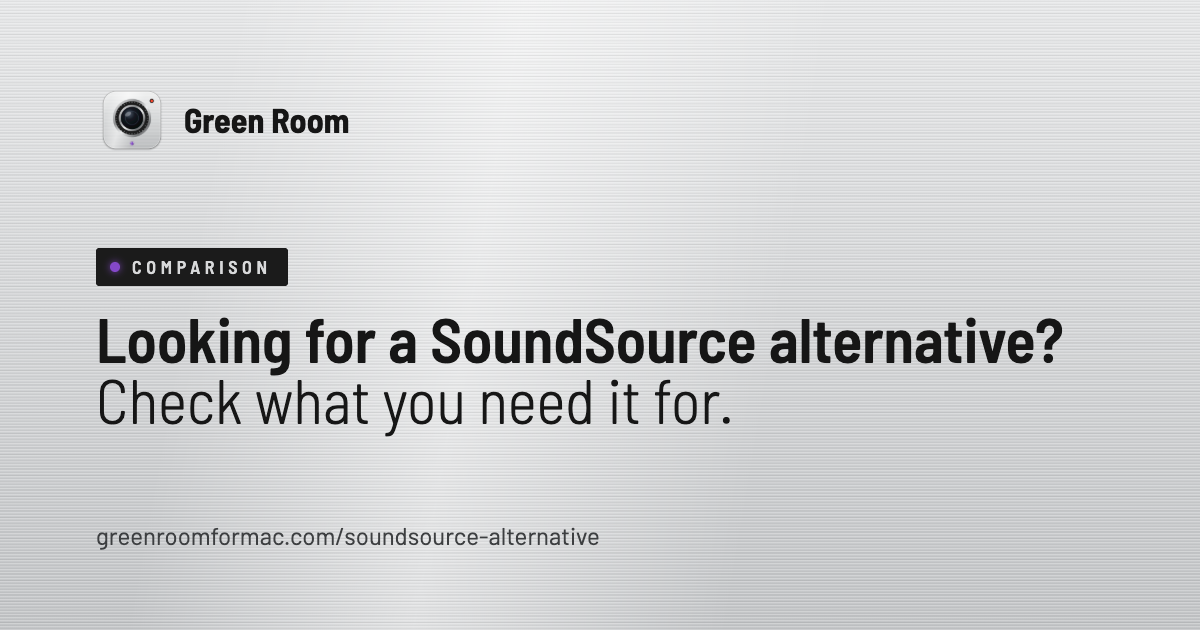 Green Room
COMPARISON
Looking for a SoundSource alternative?
Check what you need it for.
greenroomformac.com/soundsource-alternative